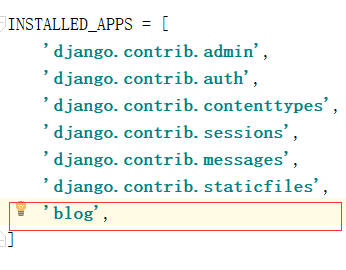 INSTALLED_APPS = [
    'django.contrib.admin',
    'django.contrib.auth',
    'django.contrib.contenttypes',
    'django.contrib.sessions',
    'django.contrib.messages',
    'django.contrib.staticfiles',
    'blog',
]